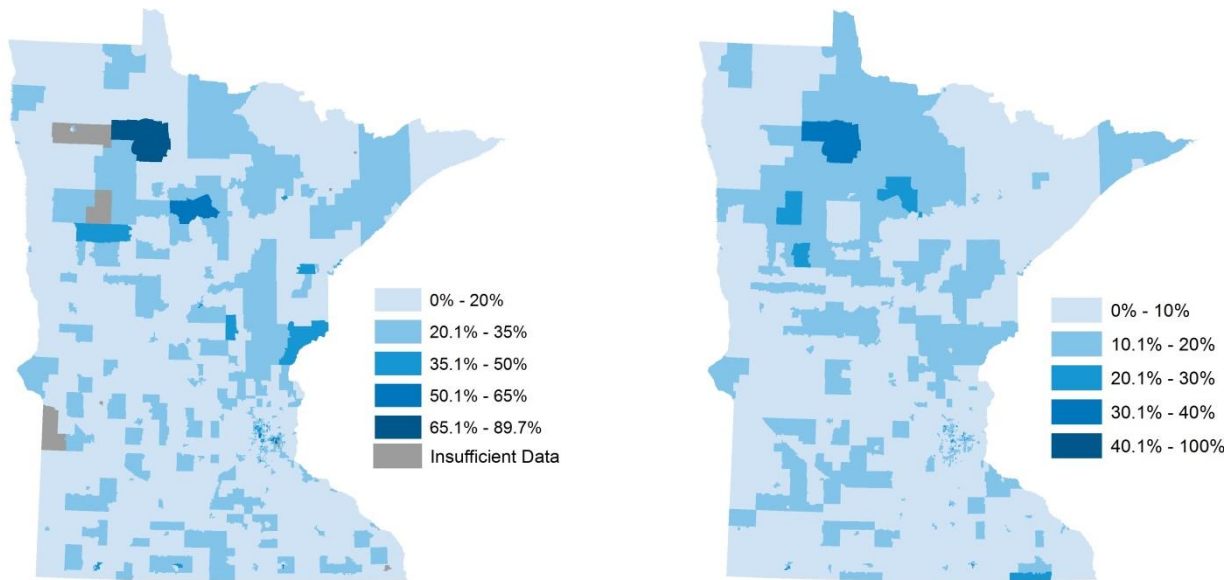 0% - 20%
20.1% - 35%
35.1% - 50%
50.1% - 65%
65.1% - 89.7%
Insufficient Data
0% - 10%
10.1% - 20%
20.1% - 30%
30.1% - 40%
40.1% - 100%